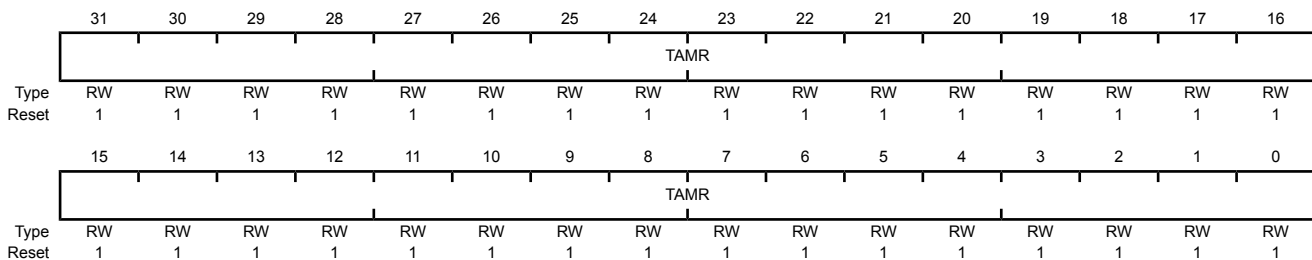 31 30 29 28 27 26 25 24 23 22 21 20 19 18 17 16
TAMR
Type RW RW RW RW RW RW RW RW RW RW RW RW RW RW RW RW
Reset 1 1 1 1 1 1 1 1 1 1 1 1 1 1 1 1
15 14 13 12 11 10 9 8 7 6 5 4 3 2 1 0
TAMR
Type RW RW RW RW RW RW RW RW RW RW RW RW RW RW RW RW
Reset 1 1 1 1 1 1 1 1 1 1 1 1 1 1 1 1